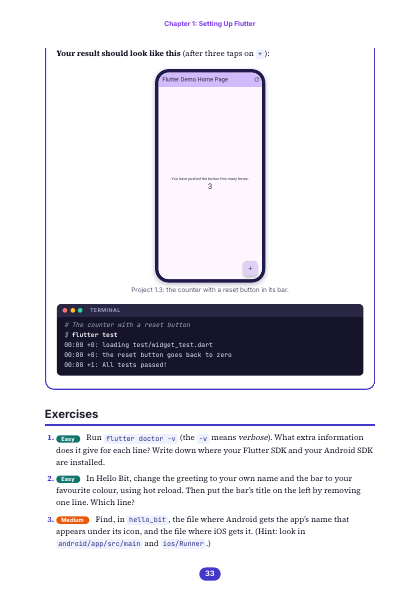 Chapter 1: Setting Up Flutter
Your result should look like this (after three taps on + ):
Flutter Demo Home Page
You have pushed the button this many times:
3
+
Project 1.3: the counter with a reset button in its bar.
TERMINAL
# The counter with a reset button
$ flutter test
00:00 +0: loading test/widget_test.dart
00:00 +0: the reset button goes back to zero
00:00 +1: All tests passed!
Exercises
1. Easy Run flutter doctor -v (the -v means verbose). What extra information
does it give for each line? Write down where your Flutter SDK and your Android SDK
are installed.
2. Easy In Hello Bit, change the greeting to your own name and the bar to your
favourite colour, using hot reload. Then put the bar's title on the left by removing
one line. Which line?
3. Medium Find, in hello_bit, the file where Android gets the app's name that
appears under its icon, and the file where iOS gets it. (Hint: look in
android/app/src/main and ios/Runner.)
33